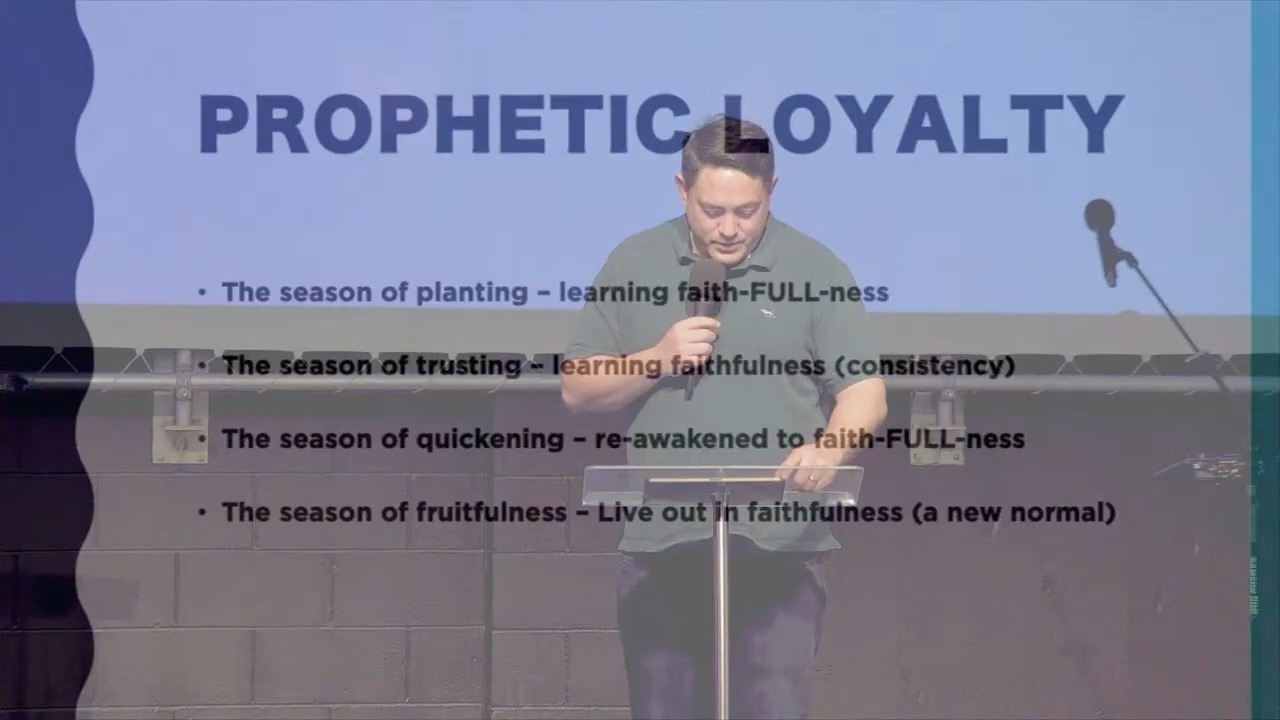 PROPHETIC LOYALTY
• The season of planting – learning faith-FULL-ness
• The season of trusting – learning faithfulness (consistency)
• The season of quickening – re-awakened to faith-FULL-ness
• The season of fruitfulness – Live out in faithfulness (a new normal)